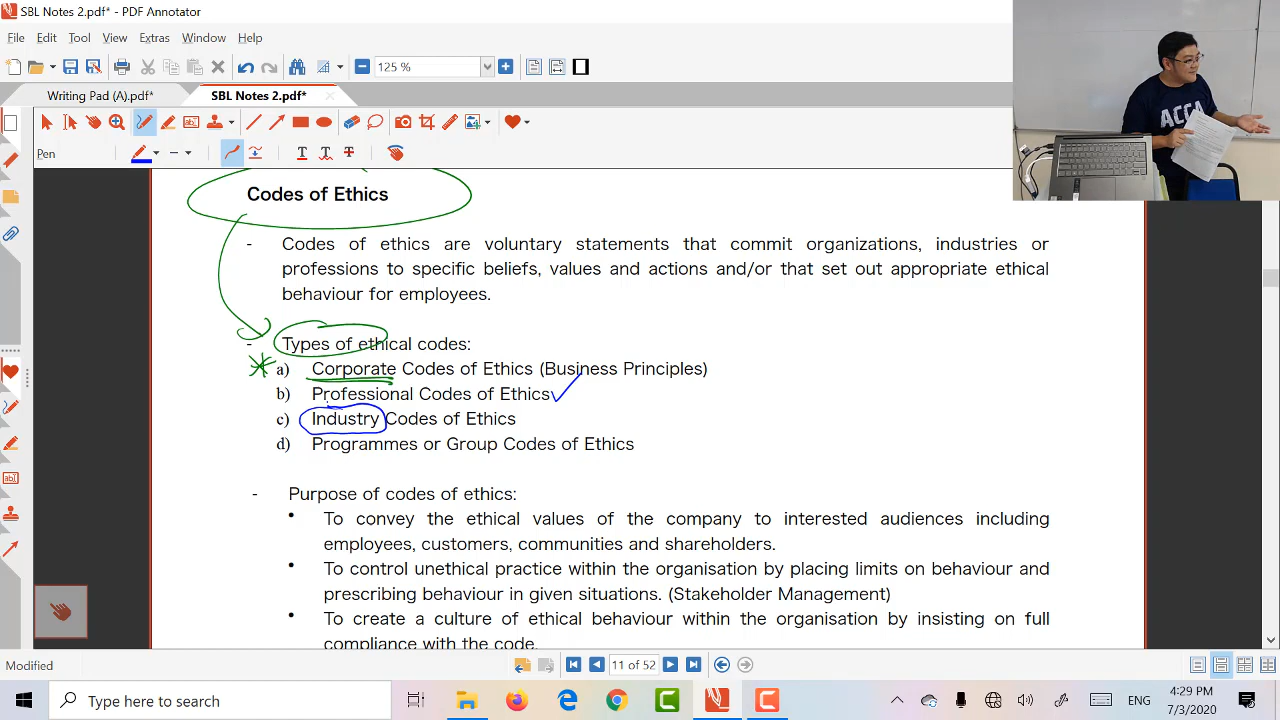 SBL Notes 2.pdf* - PDF Annotator
File Edit Tool View Extras Window Help
125 %
Writing Pad (A).pdf* SBL Notes 2.pdf*
Pen
ACCA
Codes of Ethics
- Codes of ethics are voluntary statements that commit organizations, industries or
professions to specific beliefs, values and actions and/or that set out appropriate ethical
behaviour for employees.
- Types of ethical codes:
a) Corporate Codes of Ethics (Business Principles)
b) Professional Codes of Ethics
c) Industry Codes of Ethics
d) Programmes or Group Codes of Ethics
- Purpose of codes of ethics:
• To convey the ethical values of the company to interested audiences including
employees, customers, communities and shareholders.
• To control unethical practice within the organisation by placing limits on behaviour and
prescribing behaviour in given situations. (Stakeholder Management)
• To create a culture of ethical behaviour within the organisation by insisting on full
compliance with the code.
Modified
11 of 52
Type here to search
ENG
4:29 PM
7/3/2020